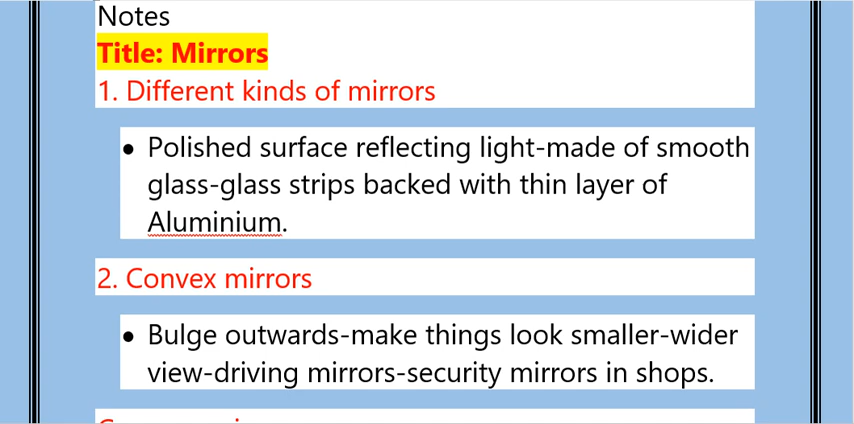 Notes
Title: Mirrors
1. Different kinds of mirrors
• Polished surface reflecting light-made of smooth
glass-glass strips backed with thin layer of
Aluminium.
2. Convex mirrors
• Bulge outwards-make things look smaller-wider
view-driving mirrors-security mirrors in shops.